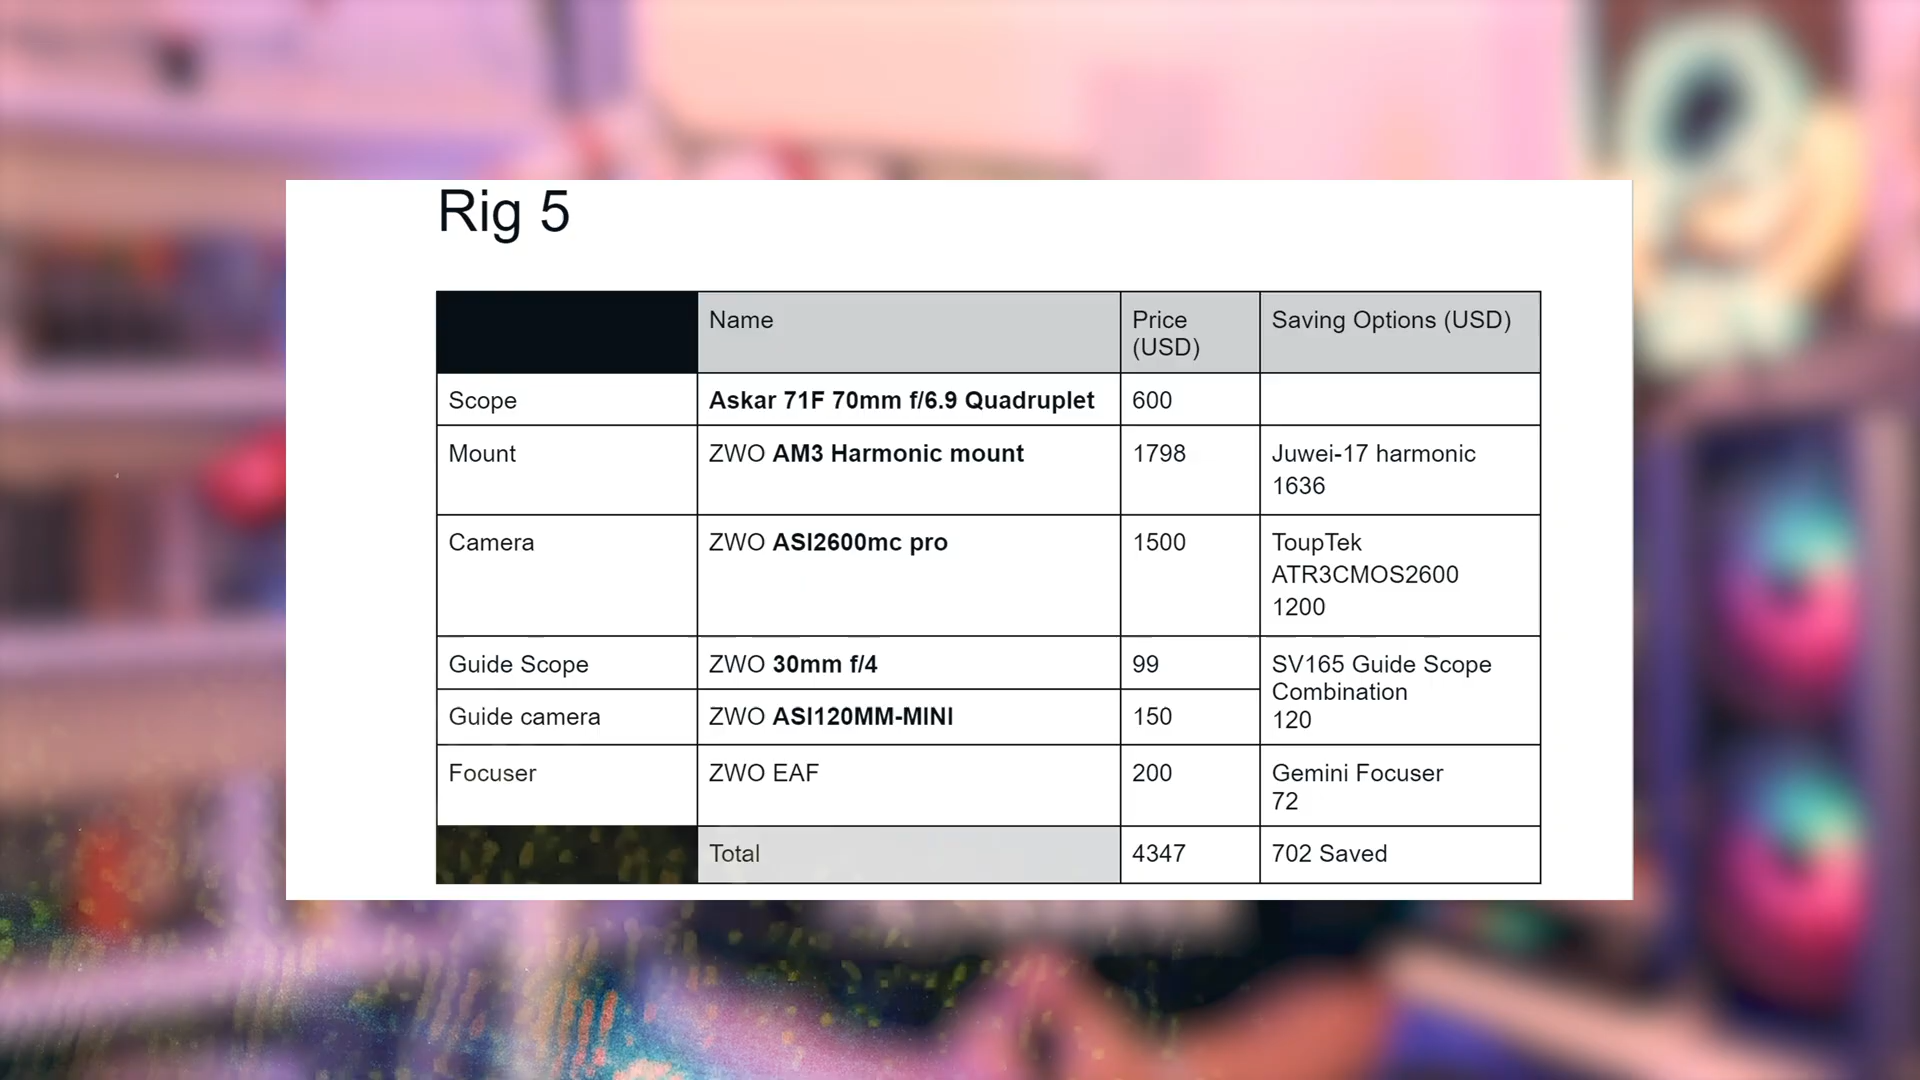 Rig 5
Name
Price
(USD)
Saving Options (USD)
Scope
Askar 71F 70mm f/6.9 Quadruplet
600
Mount
ZWO AM3 Harmonic mount
1798
Juwei-17 harmonic
1636
Camera
ZWO ASI2600mc pro
1500
ToupTek
ATR3CMOS2600
1200
Guide Scope
ZWO 30mm f/4
99
SV165 Guide Scope
Combination
120
Guide camera
ZWO ASI120MM-MINI
150
Focuser
ZWO EAF
200
Gemini Focuser
72
Total
4347
702 Saved